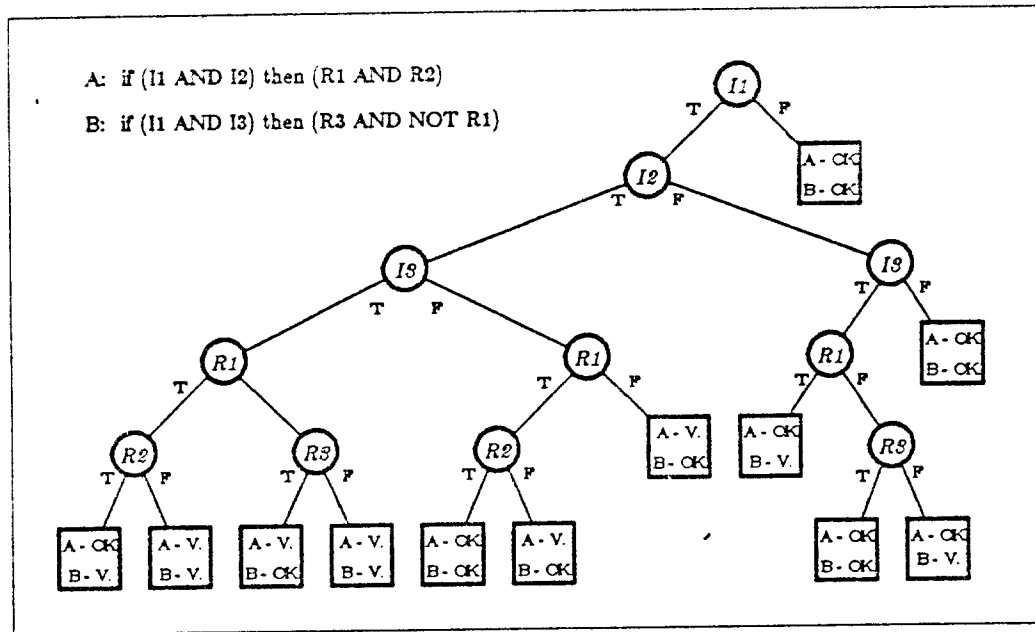 A: if (I1 AND I2) then (R1 AND R2)
B: if (I1 AND I3) then (R3 AND NOT R1)
I1
T F
A - OK.
B - OK.
I2
T F
I3
T F
I3
T F
A - OK.
B - OK.
R1
T
R1
T F
R1
T F
A - V.
B - OK.
A - OK.
B - V.
R2
T F
R3
T F
R2
T F
R3
T F
A - OK.
B - V.
A - V.
B - V.
A - V.
B - OK.
A - V.
B - V.
A - OK.
B - OK.
A - V.
B - OK.
A - OK.
B - OK.
A - OK.
B - V.